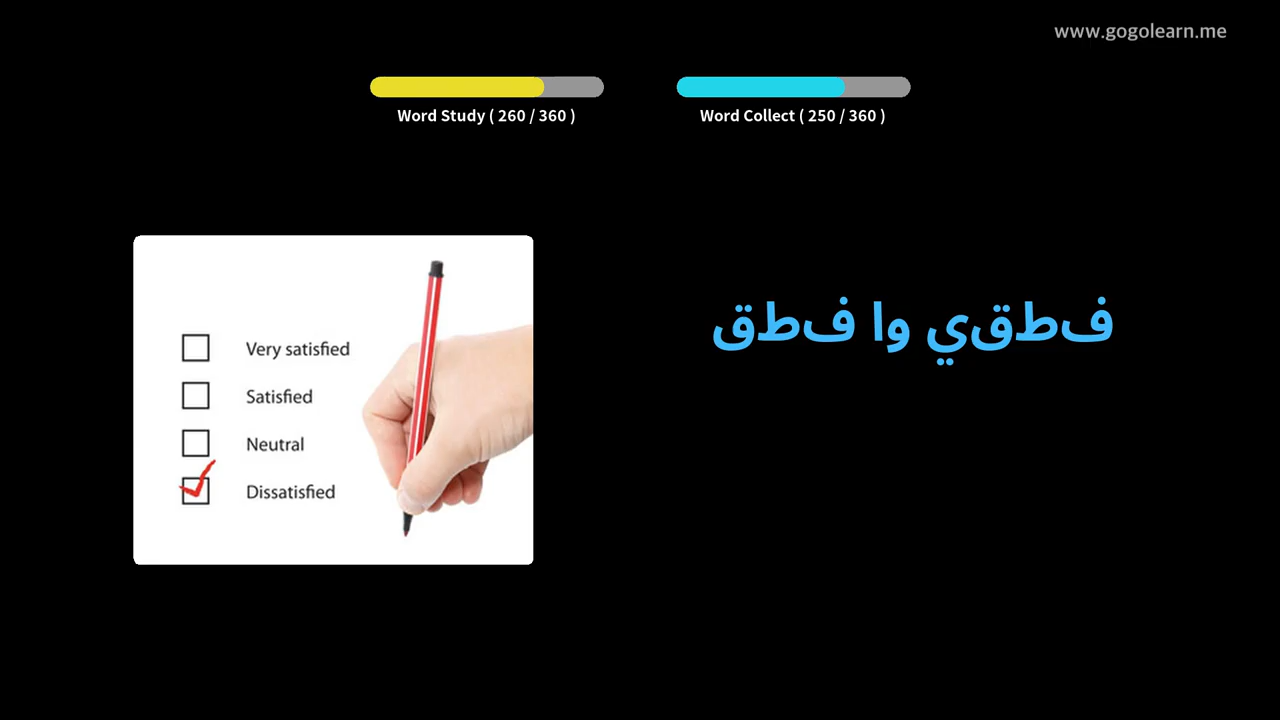 www.gogolearn.me
Word Study ( 260 / 360 )
Word Collect ( 250 / 360 )
فطقي وا فطق
Very satisfied
Satisfied
Neutral
Dissatisfied